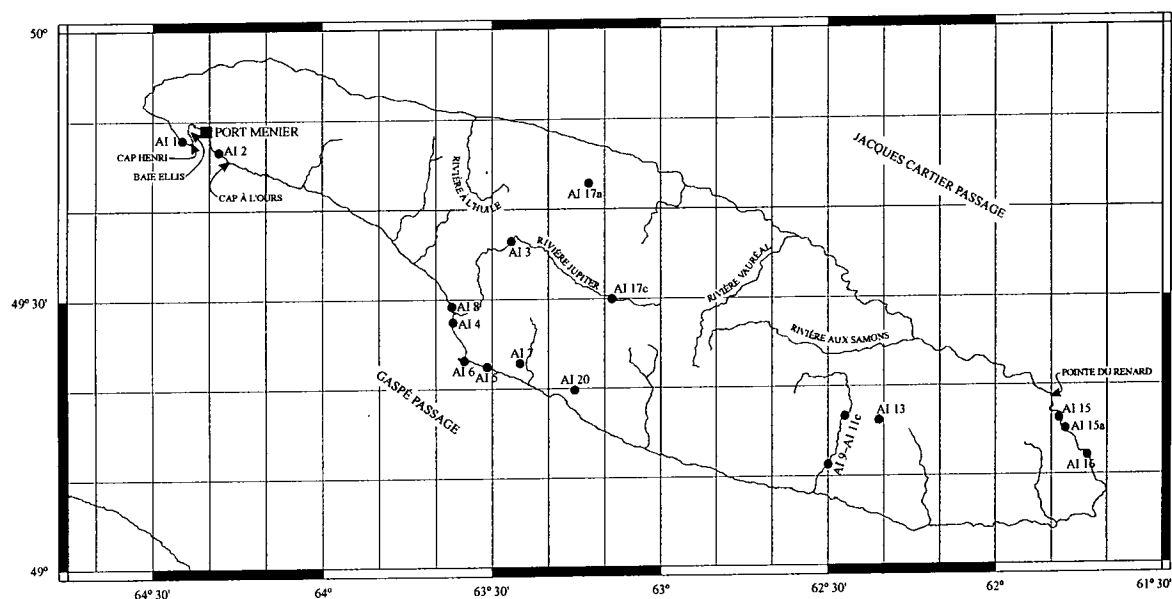 50°
PORT MENIER
AI 1
AI 2
CAP HENRI
BAIE ELLIS
CAP À L'OURS
RIVIÈRE À L'HUILE
AI 17a
JACQUES CARTIER PASSAGE
AI 3
RIVIÈRE JUPITER
AI 17c
RIVIÈRE VAURÉAL
49° 30'
AI 8
AI 4
RIVIÈRE AUX SAMONS
AI 7
AI 6
AI 5
AI 20
GASPÉ PASSAGE
POINTE DU RENARD
AI 9-AI 11c
AI 13
AI 15
AI 15a
AI 16
49°
64° 30'
64°
63° 30'
63°
62° 30'
62°
61° 30'